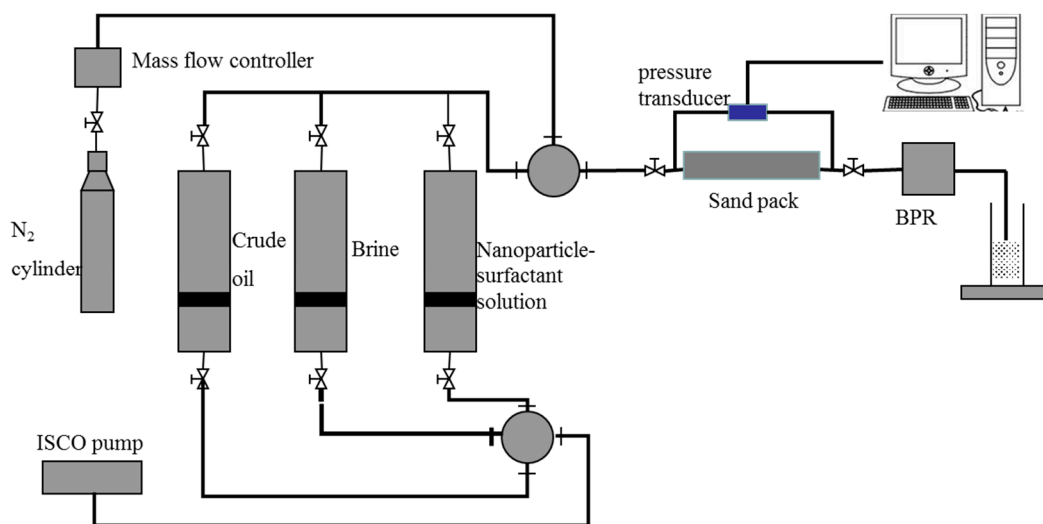 Mass flow controller
pressure
transducer
Sand pack
BPR
N₂
cylinder
Crude
oil
Brine
Nanoparticle-
surfactant
solution
ISCO pump